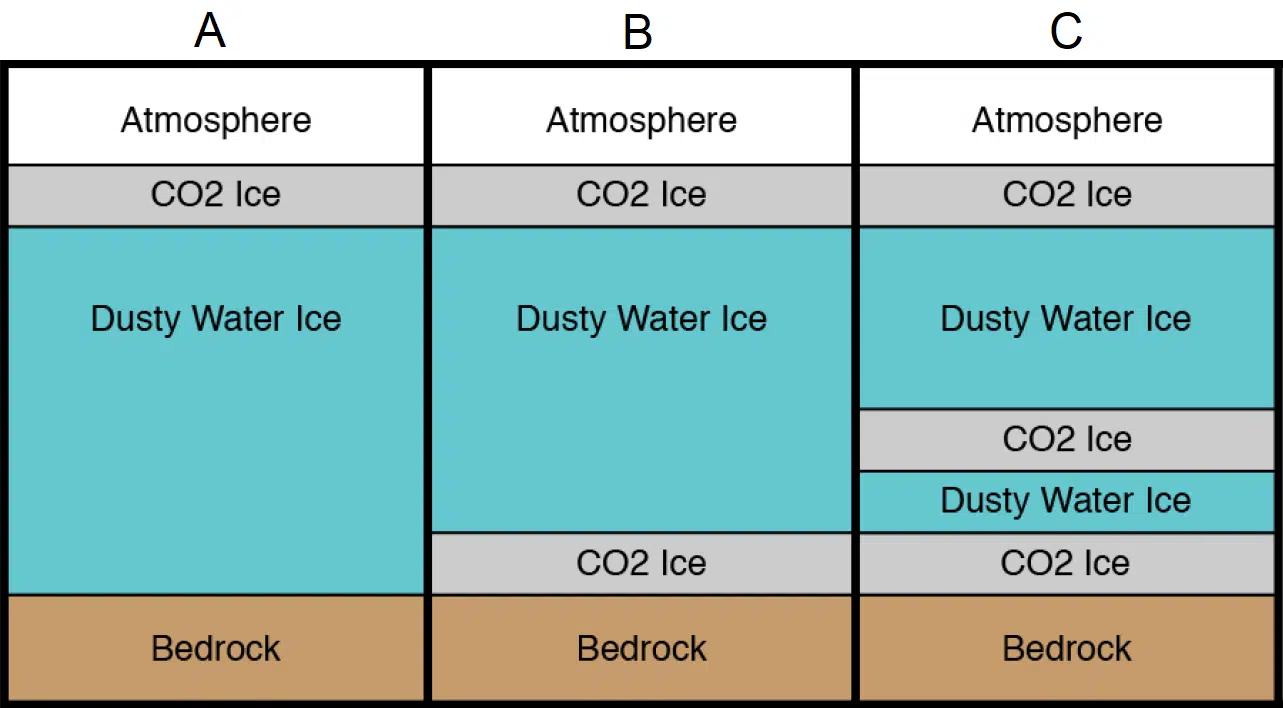 A B C
Atmosphere Atmosphere Atmosphere
CO2 Ice CO2 Ice CO2 Ice
Dusty Water Ice Dusty Water Ice Dusty Water Ice
CO2 Ice
Dusty Water Ice
CO2 Ice CO2 Ice
Bedrock Bedrock Bedrock